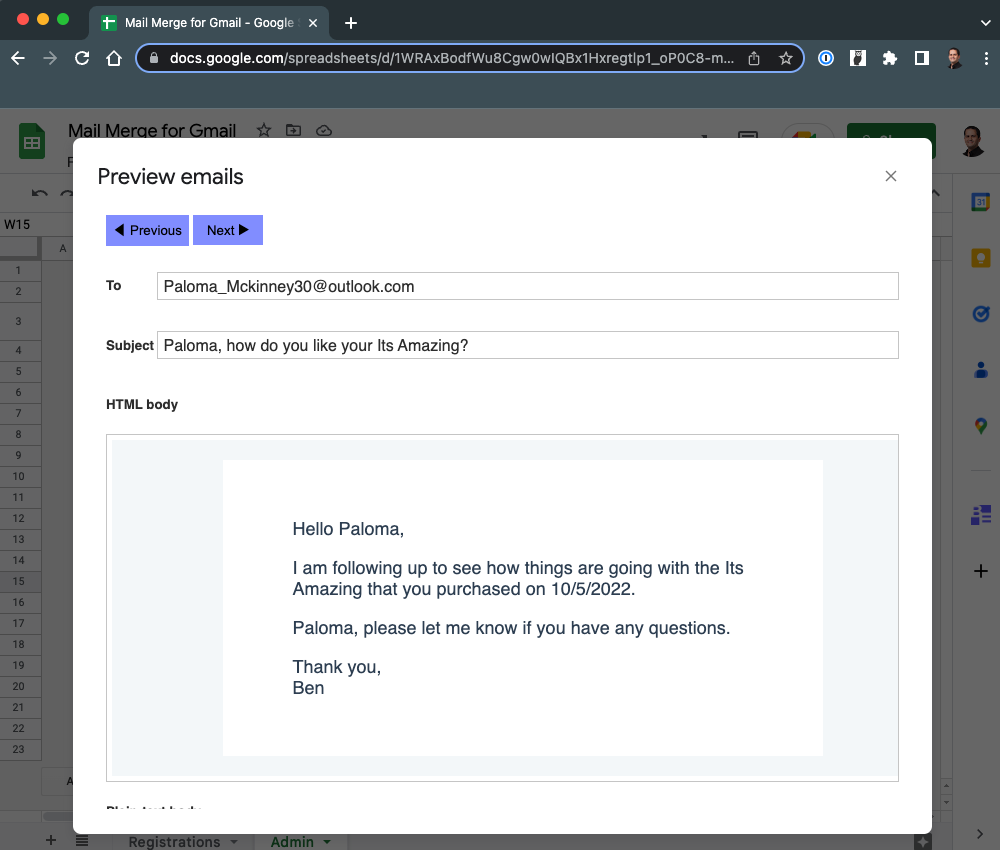 Mail Merge for Gmail - Google
docs.google.com/spreadsheets/d/1WRAxBodfWu8Cgw0wIQBx1Hxregtlp1_oP0C8-m...
Mail Merge for Gmail
W15
A
Preview emails
Previous
Next
To
Paloma_Mckinney30@outlook.com
Subject
Paloma, how do you like your Its Amazing?
HTML body
Hello Paloma,
I am following up to see how things are going with the Its
Amazing that you purchased on 10/5/2022.
Paloma, please let me know if you have any questions.
Thank you,
Ben
Plain text body
1
2
3
4
5
6
7
8
9
10
11
12
13
14
15
16
17
18
19
20
21
22
23
31
Registrations
Admin